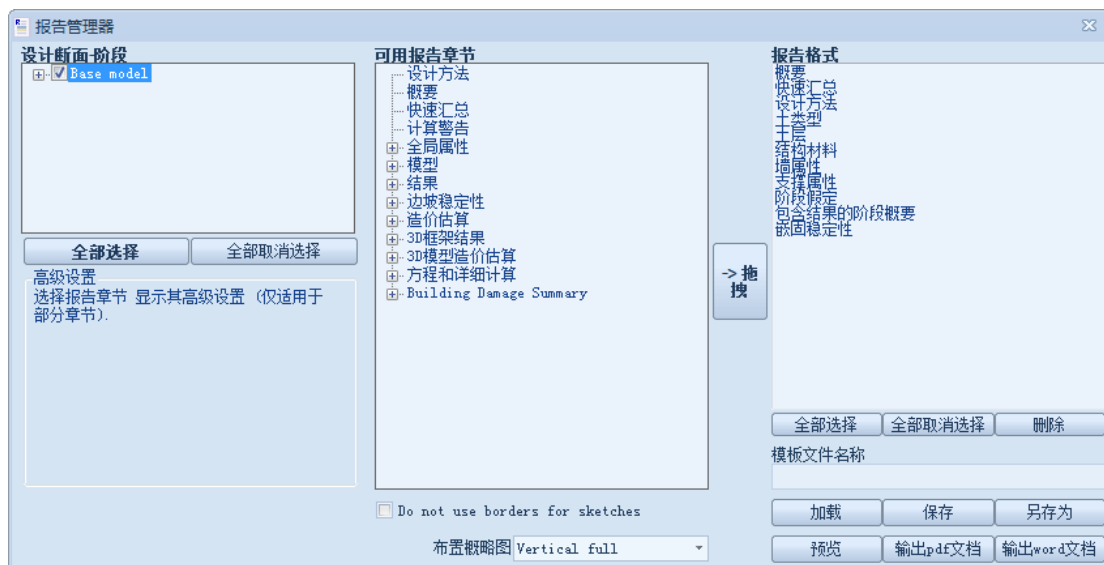 报告管理器
设计断面-阶段
Base model
全部选择
全部取消选择
高级设置
选择报告章节 显示其高级设置 (仅适用于
部分章节).
可用报告章节
设计方法
概要
快速汇总
计算警告
全局属性
模型
结果
边坡稳定性
造价估算
3D框架结果
3D模型造价估算
方程和详细计算
Building Damage Summary
Do not use borders for sketches
布置概略图 Vertical full
-> 拖
拽
报告格式
概要
快速汇总
设计方法
土类型
土层
结构材料
墙属性
支撑属性
阶段假定
包含结果的阶段概要
嵌固稳定性
全部选择 全部取消选择 删除
模板文件名称
加载 保存 另存为
预览 输出pdf文档 输出word文档